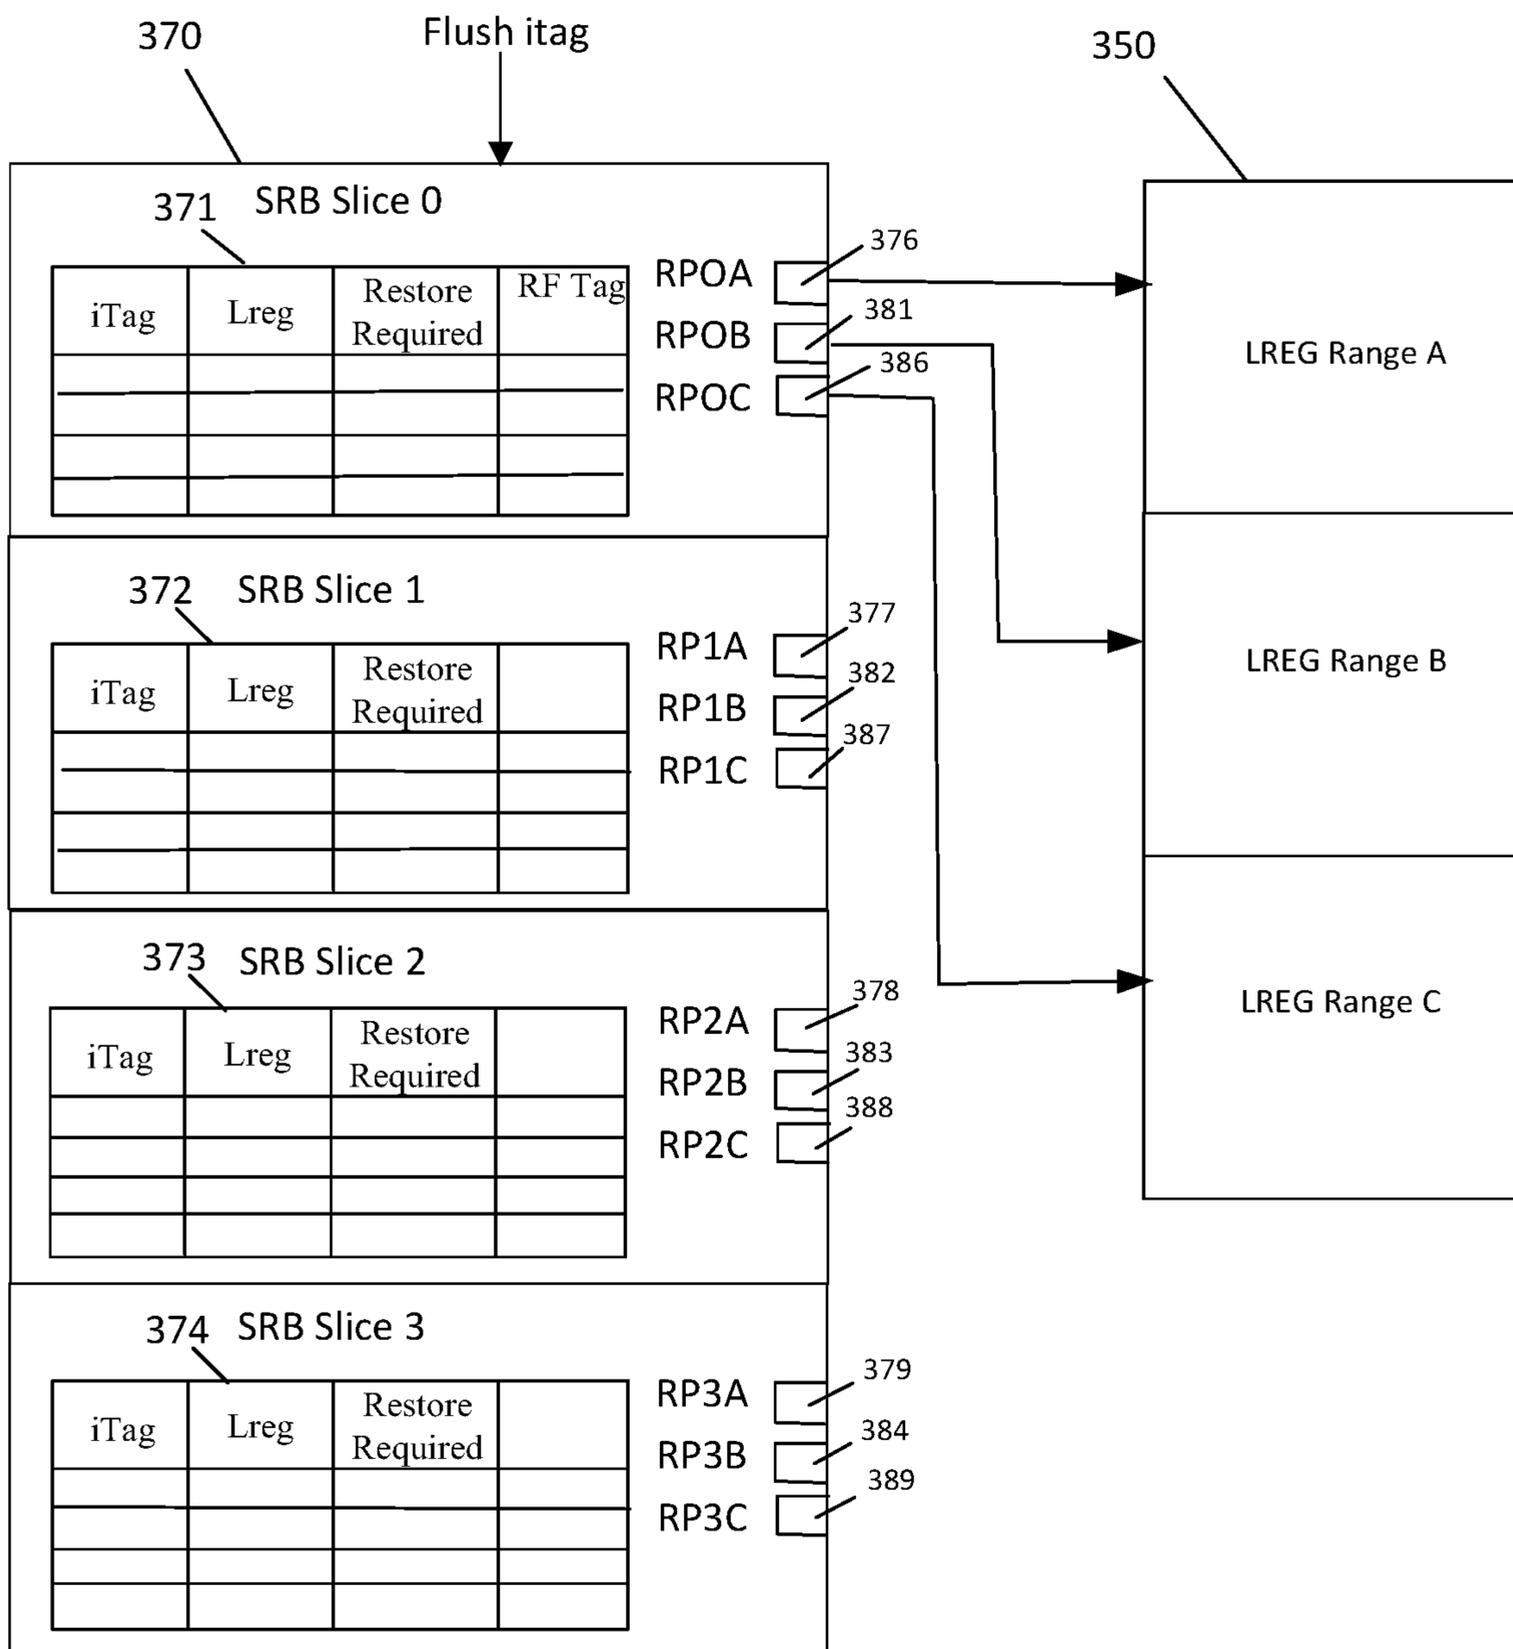 370
Flush itag
350
371
SRB Slice 0
iTag
Lreg
Restore
Required
RF Tag
RPOA
376
RPOB
381
RPOC
386
LREG Range A
372
SRB Slice 1
iTag
Lreg
Restore
Required
RP1A
377
RP1B
382
RP1C
387
LREG Range B
373
SRB Slice 2
iTag
Lreg
Restore
Required
RP2A
378
RP2B
383
RP2C
388
LREG Range C
374
SRB Slice 3
iTag
Lreg
Restore
Required
RP3A
379
RP3B
384
RP3C
389